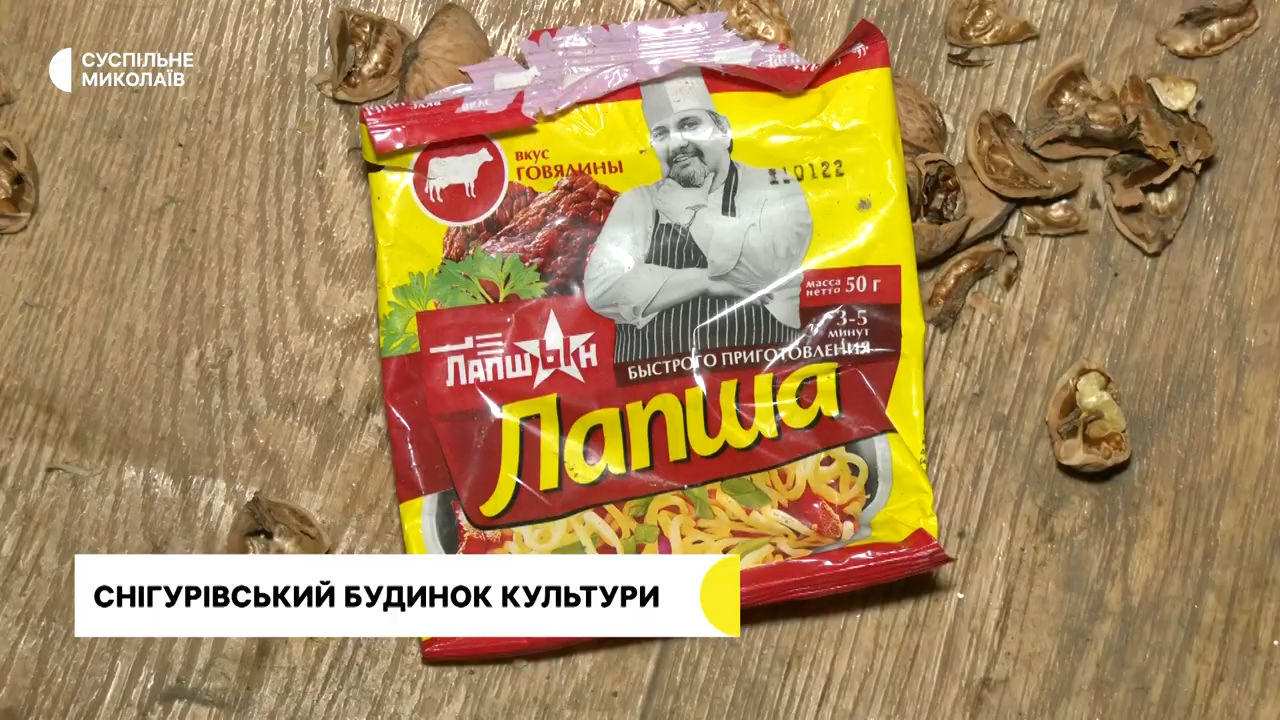 СУСПІЛЬНЕ
МИКОЛАЇВ
ВКУС
ГОВЯДИНЫ
110122
МАССА
НЕТТО 50 г
3-5
МИНУТ
БЫСТРОГО ПРИГОТОВЛЕНИЯ
ЛАПШЫН
Лапша
СНІГУРІВСЬКИЙ БУДИНОК КУЛЬТУРИ